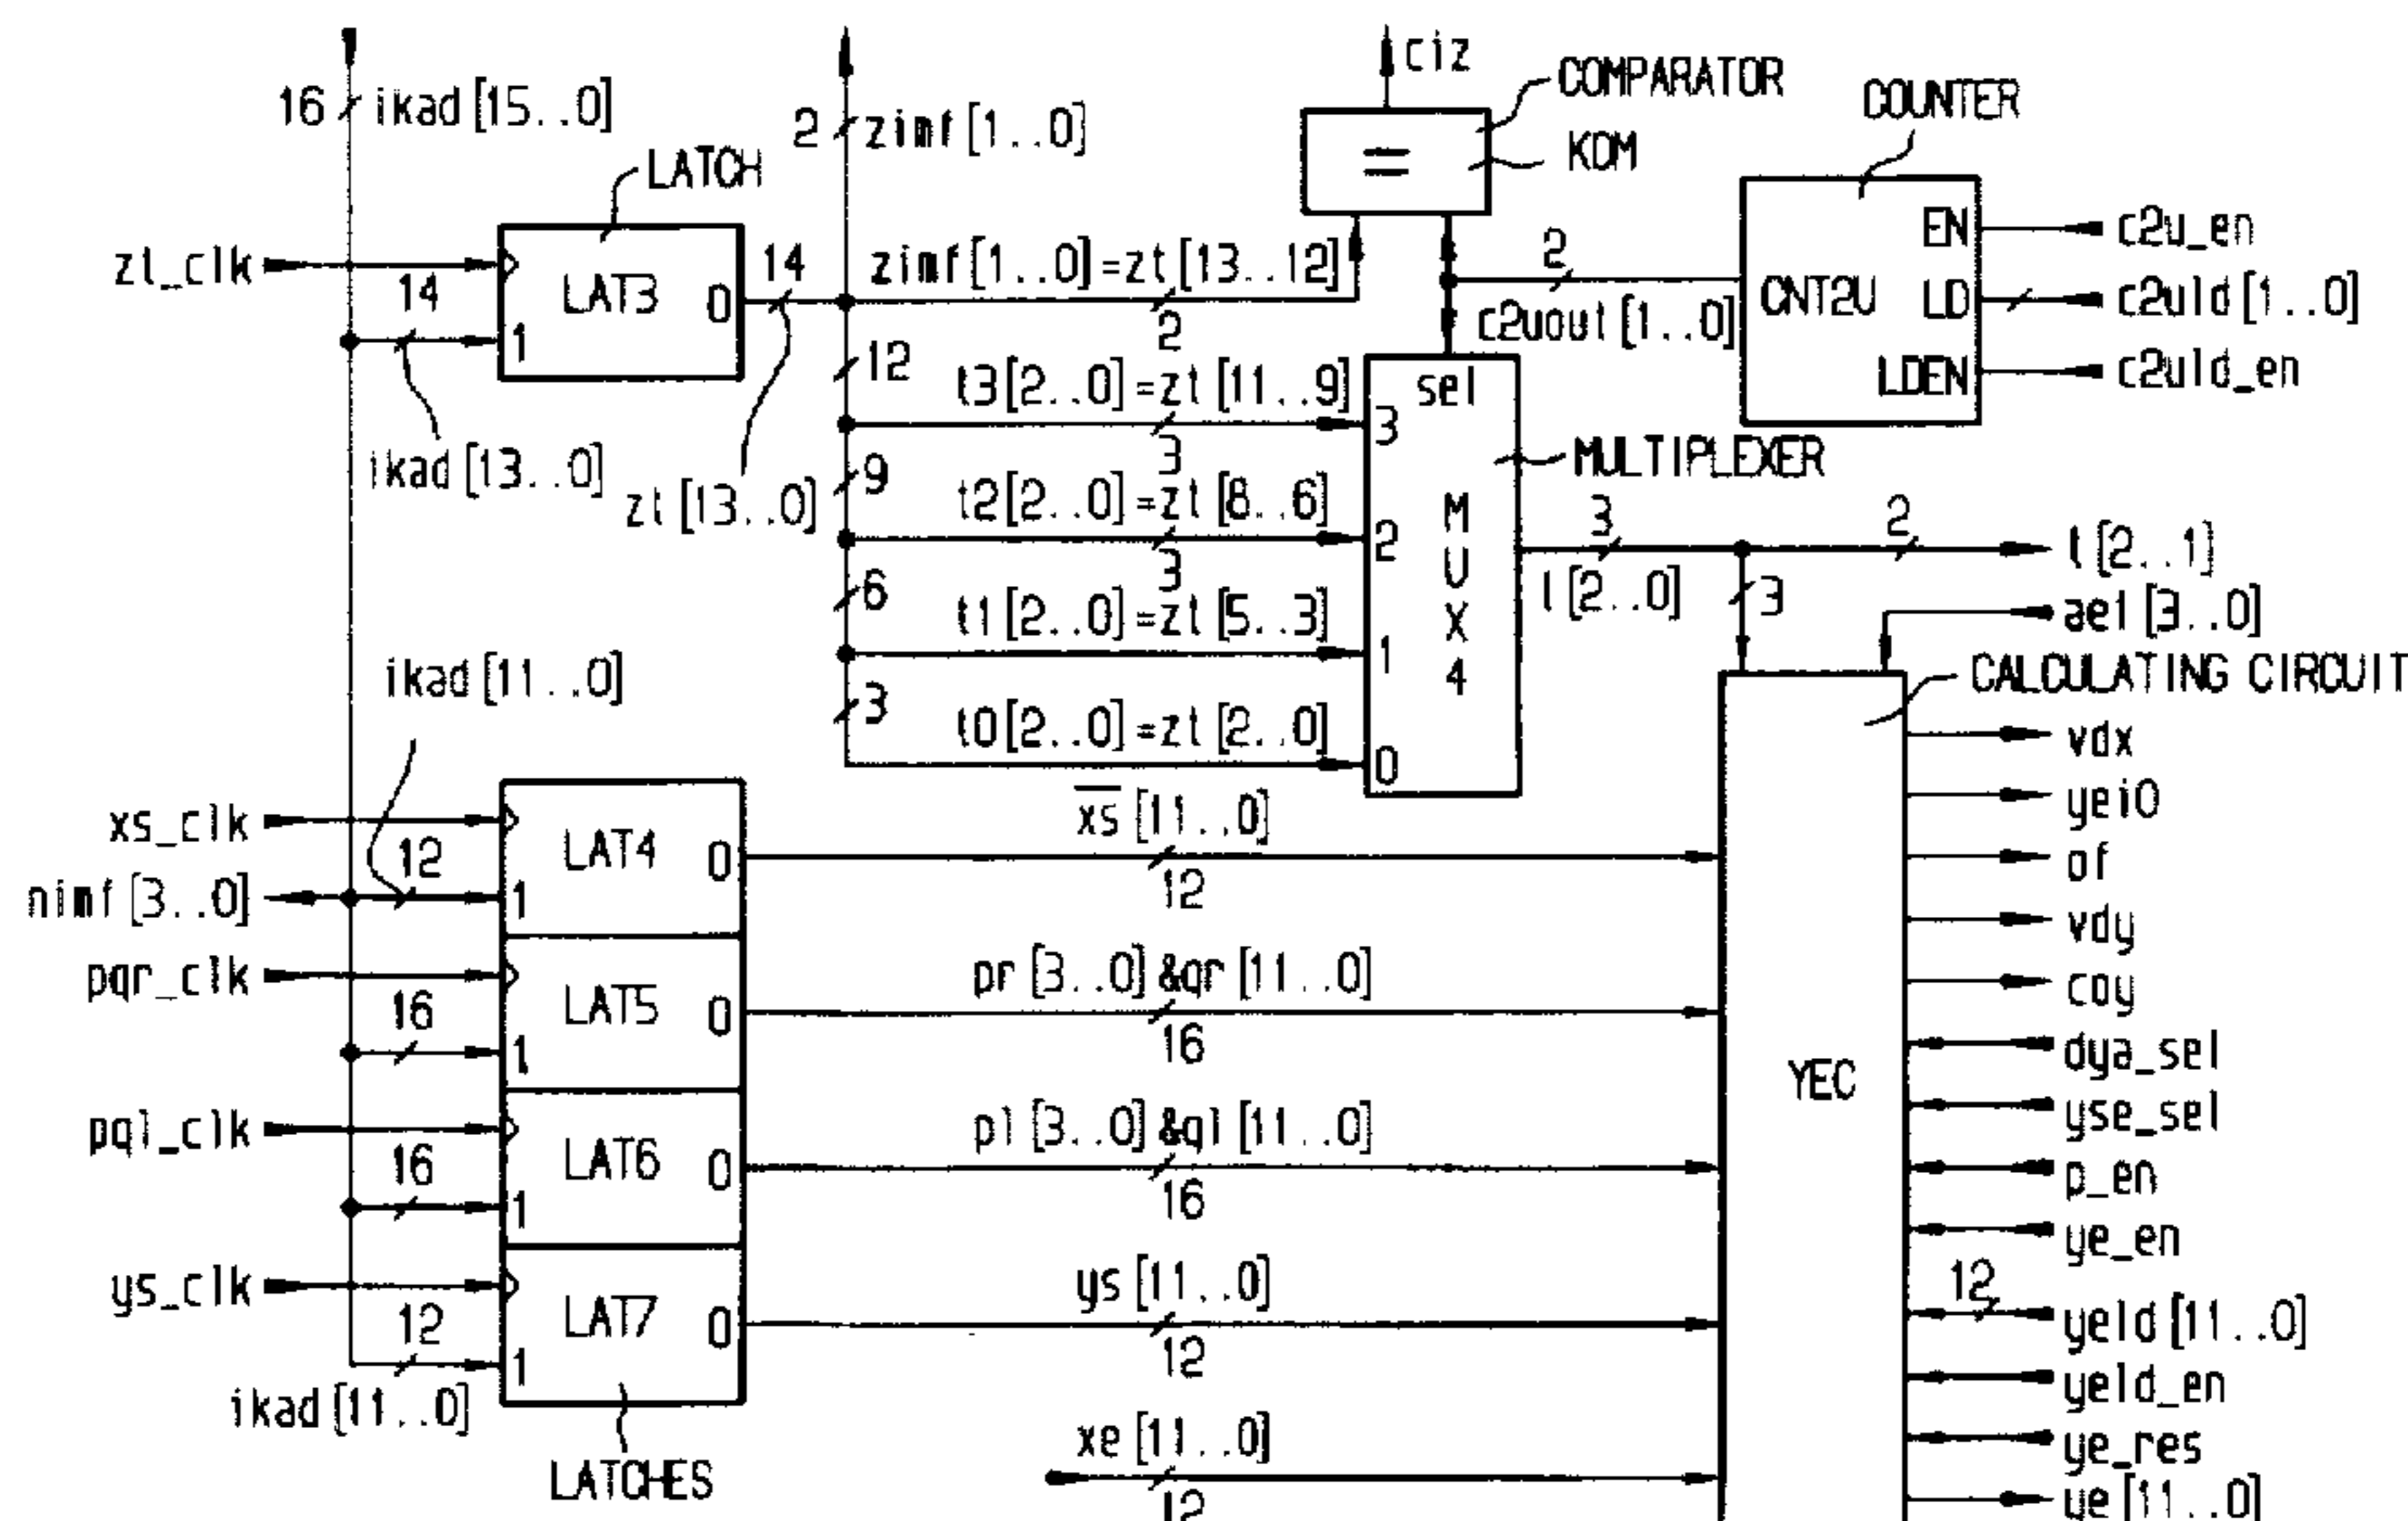 16 ikad[15..0]
2 zimf[1..0]
ciz
COMPARATOR
KOM
=
COUNTER
LATCH
zt_clk
14
LAT3
0
1
14
zimf[1..0]=zt[13..12]
2
2
c2uout[1..0]
CNT2U
EN
LD
LDEN
c2u_en
c2uld[1..0]
c2uld_en
ikad[13..0]
zt[13..0]
12
t3[2..0]=zt[11..9]
3
9
t2[2..0]=zt[8..6]
3
6
t1[2..0]=zt[5..3]
3
t0[2..0]=zt[2..0]
sel
3
2
1
0
MUX4
MULTIPLEXER
3
t[2..0]
2
t[2..1]
3
ael[3..0]
CALCULATING CIRCUIT
ikad[11..0]
xs_clk
12
nimf[3..0]
LAT4
0
1
x̅s̅[11..0]
12
pqr_clk
16
LAT5
0
1
pr[3..0]&qr[11..0]
16
pql_clk
16
LAT6
0
1
pl[3..0]&ql[11..0]
16
ys_clk
12
ikad[11..0]
LAT7
0
1
ys[11..0]
12
LATCHES
xe[11..0]
12
YEC
vdx
yei0
of
vdy
coy
dya_sel
yse_sel
p_en
ye_en
12
yeld[11..0]
yeld_en
ye_res
ye[11..0]